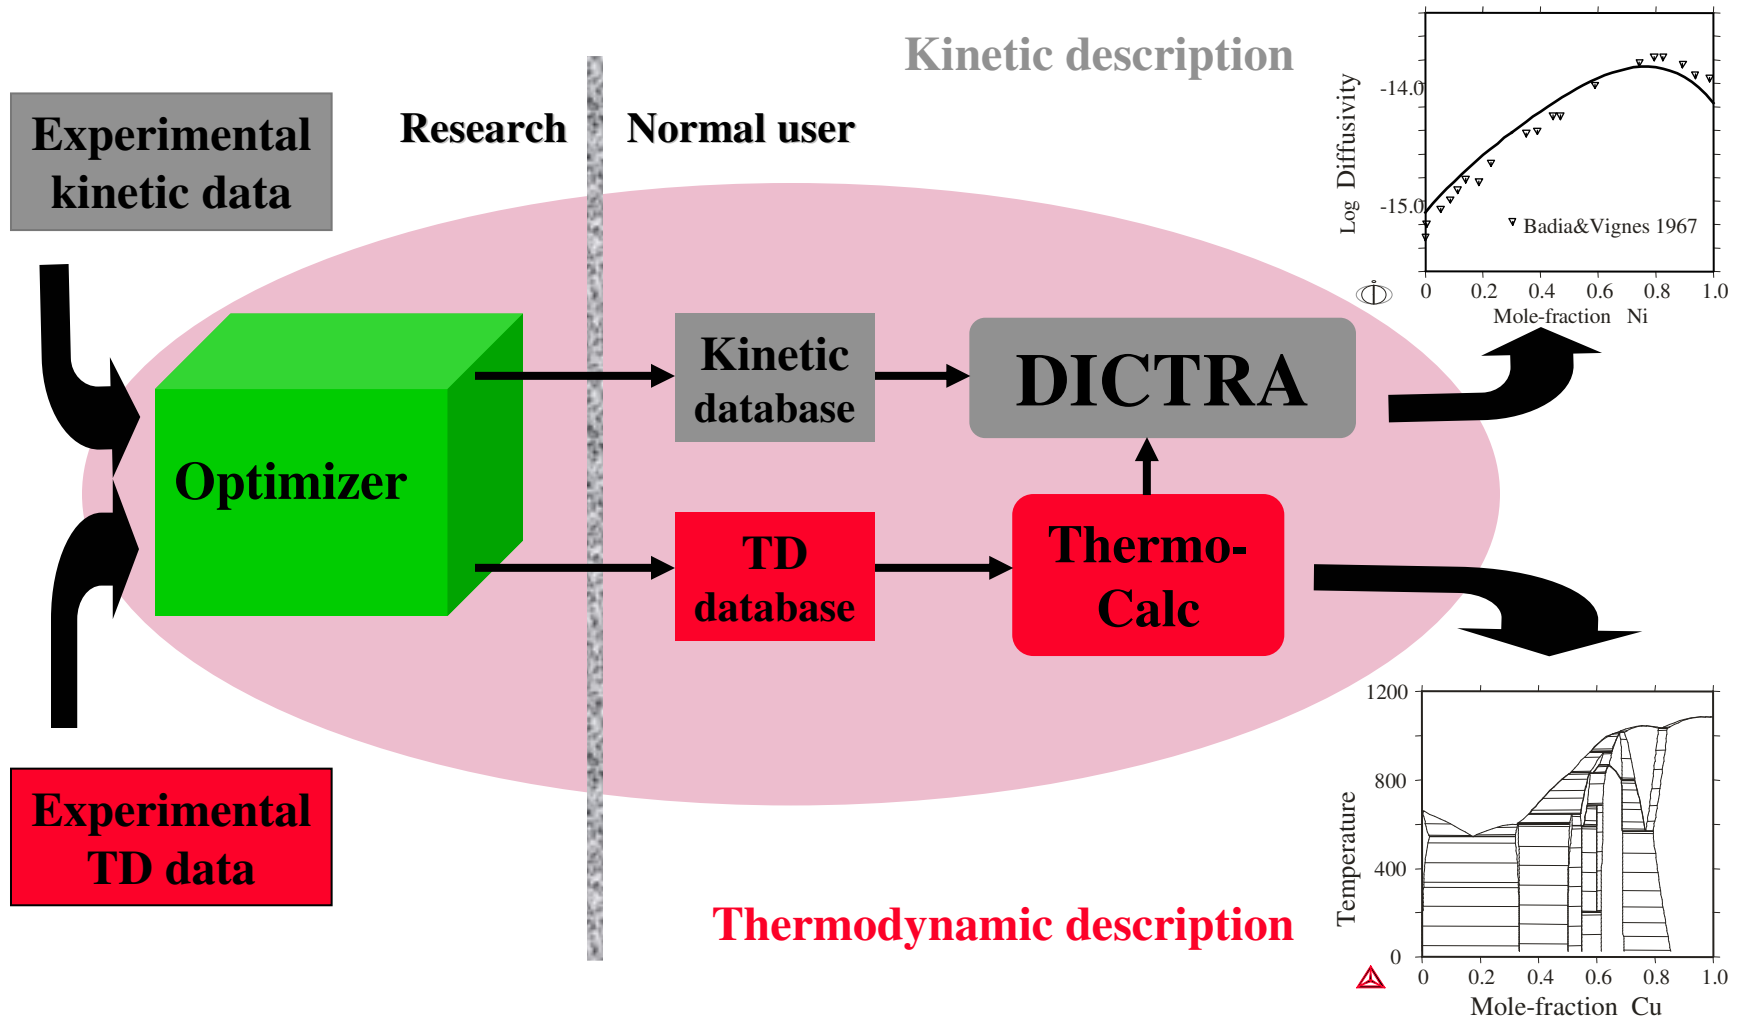 Kinetic description
Experimental
kinetic data
Research
Normal user
Log Diffusivity
-14.0
-15.0
Badia&Vignes 1967
0 0.2 0.4 0.6 0.8 1.0
Mole-fraction Ni
Optimizer
Kinetic
database
DICTRA
TD
database
Thermo-
Calc
Experimental
TD data
Thermodynamic description
Temperature
1200
800
400
0
0 0.2 0.4 0.6 0.8 1.0
Mole-fraction Cu